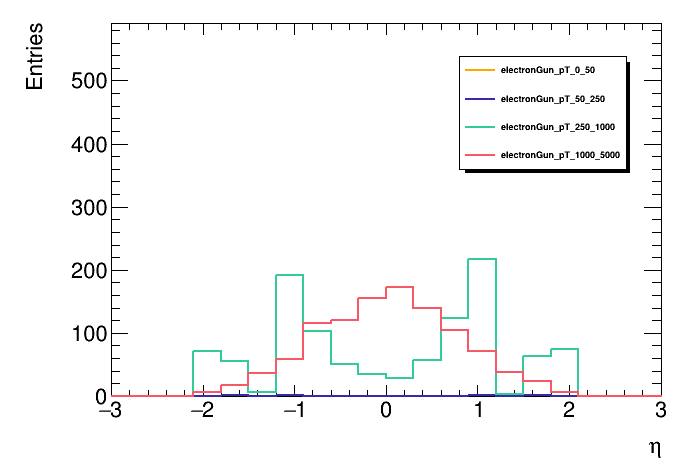 Entries
500
400
300
200
100
0
electronGun_pT_0_50
electronGun_pT_50_250
electronGun_pT_250_1000
electronGun_pT_1000_5000
−3 −2 −1 0 1 2 3
η